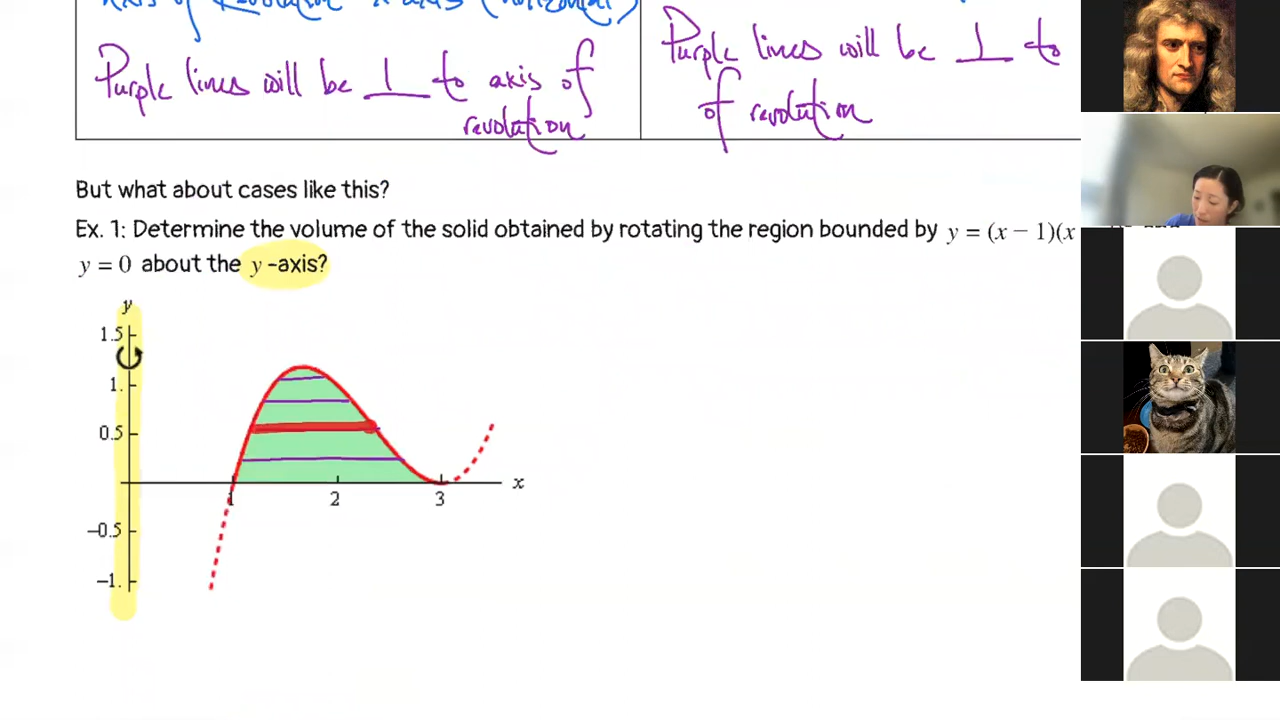 Purple lines will be ⊥ to axis of
revolution
Purple lines will be ⊥ to
of revolution
But what about cases like this?
Ex. 1: Determine the volume of the solid obtained by rotating the region bounded by y = (x − 1)(x
y = 0 about the y-axis?
y
1.5
1.
0.5
1 2 3 x
−0.5
−1.